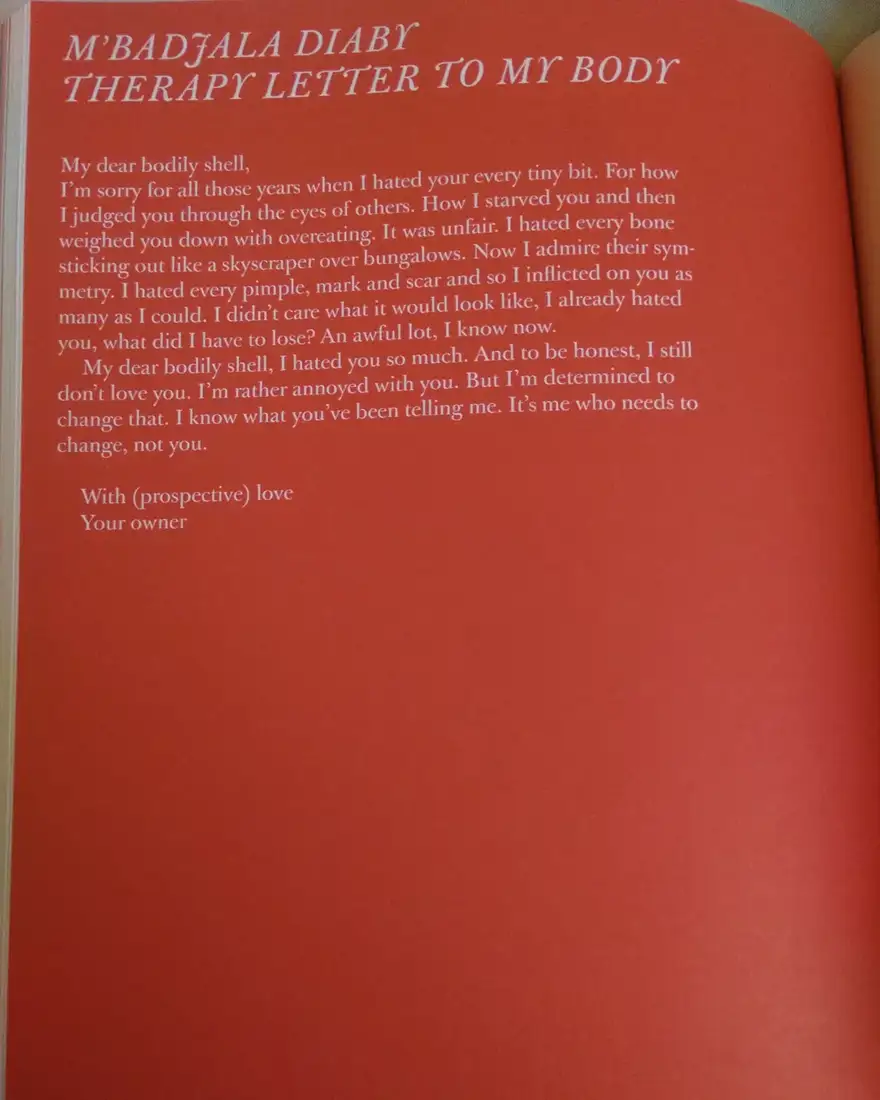 M'BADJALA DIABY
THERAPY LETTER TO MY BODY
My dear bodily shell,
I'm sorry for all those years when I hated your every tiny bit. For how
I judged you through the eyes of others. How I starved you and then
weighed you down with overeating. It was unfair. I hated every bone
sticking out like a skyscraper over bungalows. Now I admire their sym-
metry. I hated every pimple, mark and scar and so I inflicted on you as
many as I could. I didn't care what it would look like, I already hated
you, what did I have to lose? An awful lot, I know now.
My dear bodily shell, I hated you so much. And to be honest, I still
don't love you. I'm rather annoyed with you. But I'm determined to
change that. I know what you've been telling me. It's me who needs to
change, not you.
With (prospective) love
Your owner